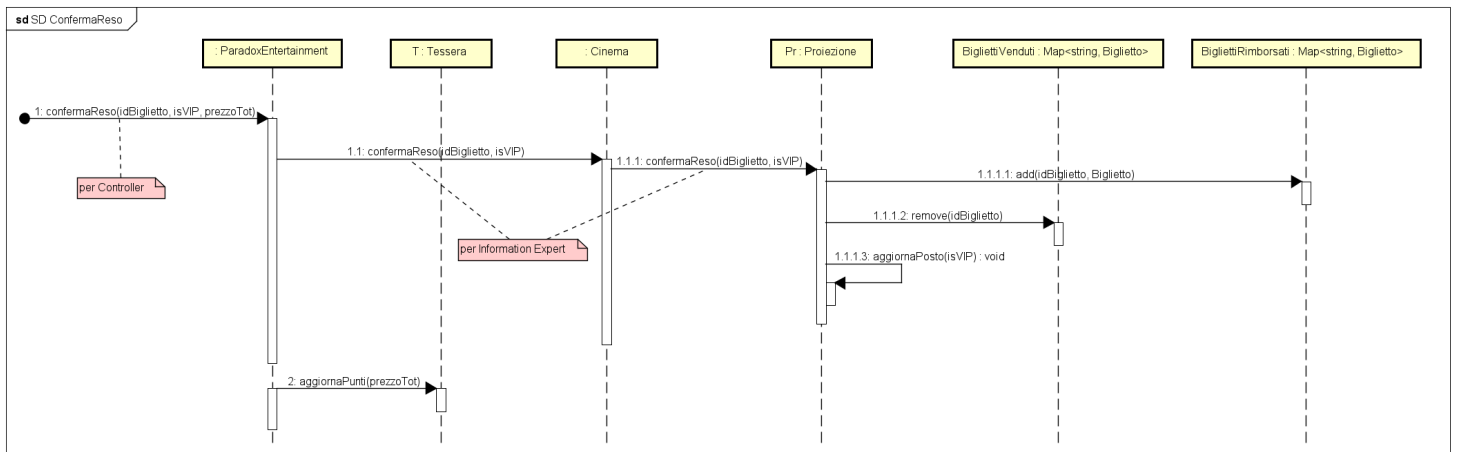 sd SD ConfermaReso
: ParadoxEntertainment
T : Tessera
: Cinema
Pr : Proiezione
BigliettiVenduti : Map<string, Biglietto>
BigliettiRimborsati : Map<string, Biglietto>
1: confermaReso(idBiglietto, isVIP, prezzoTot)
1.1: confermaReso(idBiglietto, isVIP)
1.1.1: confermaReso(idBiglietto, isVIP)
1.1.1.1: add(idBiglietto, Biglietto)
per Controller
1.1.1.2: remove(idBiglietto)
per Information Expert
1.1.1.3: aggiornaPosto(isVIP) : void
2: aggiornaPunti(prezzoTot)